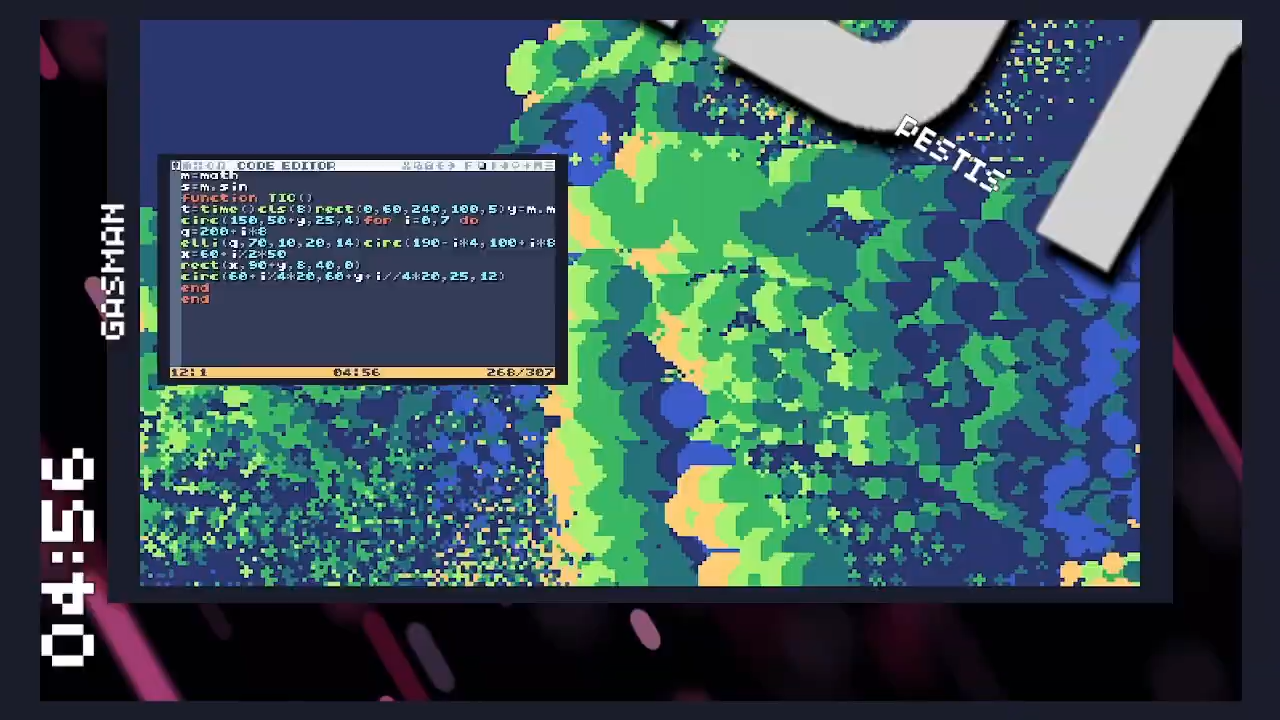 PESTIS
CODE EDITOR
m=math
s=m.sin
function TIC()
t=time()cls(8)rect(0,60,240,100,5)y=m.m
circ(150,50+y,25,4)for i=0,7 do
q=200+i*8
elli(q,70,10,20,14)circ(190-i*4,100+i*8
x=60+i%2*50
rect(x,90+y,8,40,0)
circ(60+i%4*20,60+y+i//4*20,25,12)
end
end
12:1 04:56 268/307
GASMAN
04:56